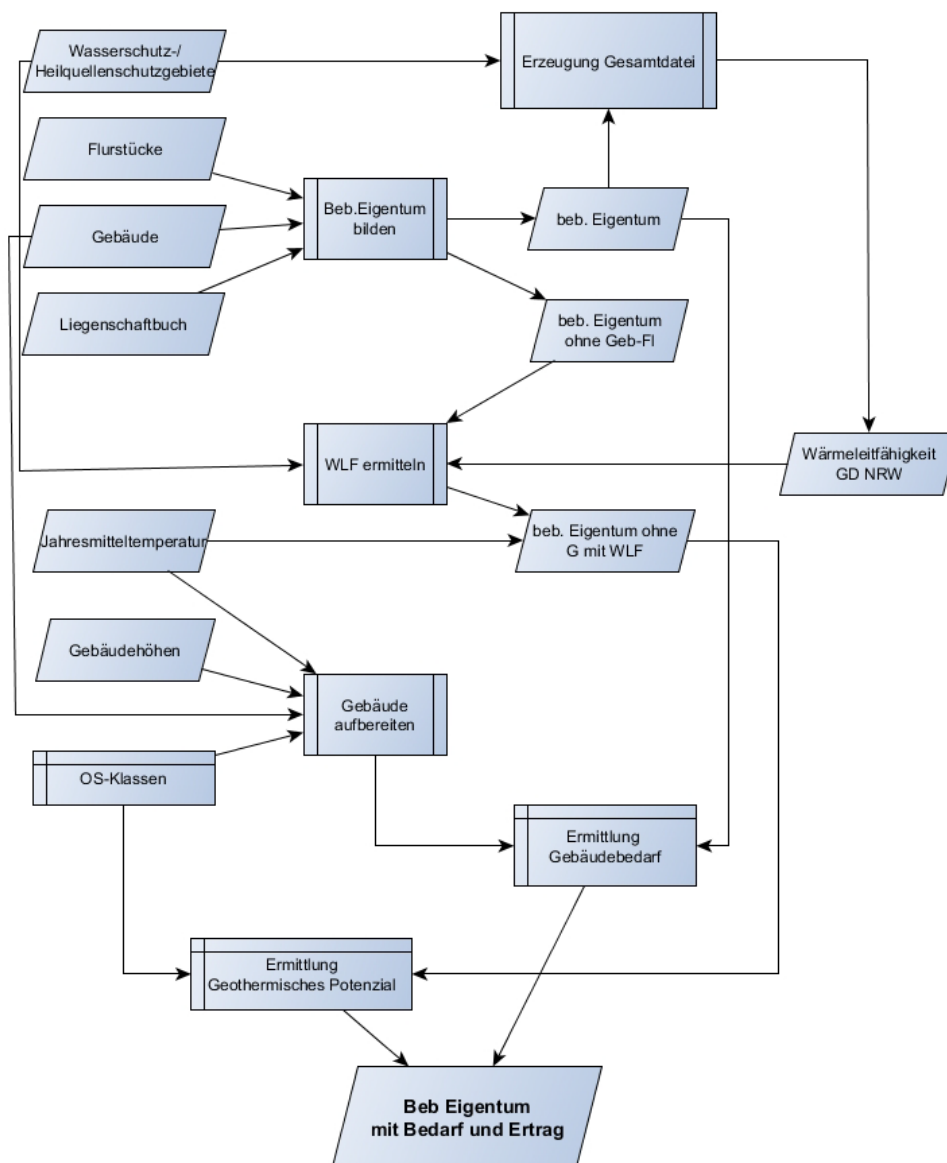 Wasserschutz-/
Heilquellenschutzgebiete
Erzeugung Gesamtdatei
Flurstücke
Beb.Eigentum
bilden
beb. Eigentum
Gebäude
Liegenschaftbuch
beb. Eigentum
ohne Geb-Fl
WLF ermitteln
Wärmeleitfähigkeit
GD NRW
Jahresmitteltemperatur
beb. Eigentum ohne
G mit WLF
Gebäudehöhen
Gebäude
aufbereiten
OS-Klassen
Ermittlung
Gebäudebedarf
Ermittlung
Geothermisches Potenzial
Beb Eigentum
mit Bedarf und Ertrag